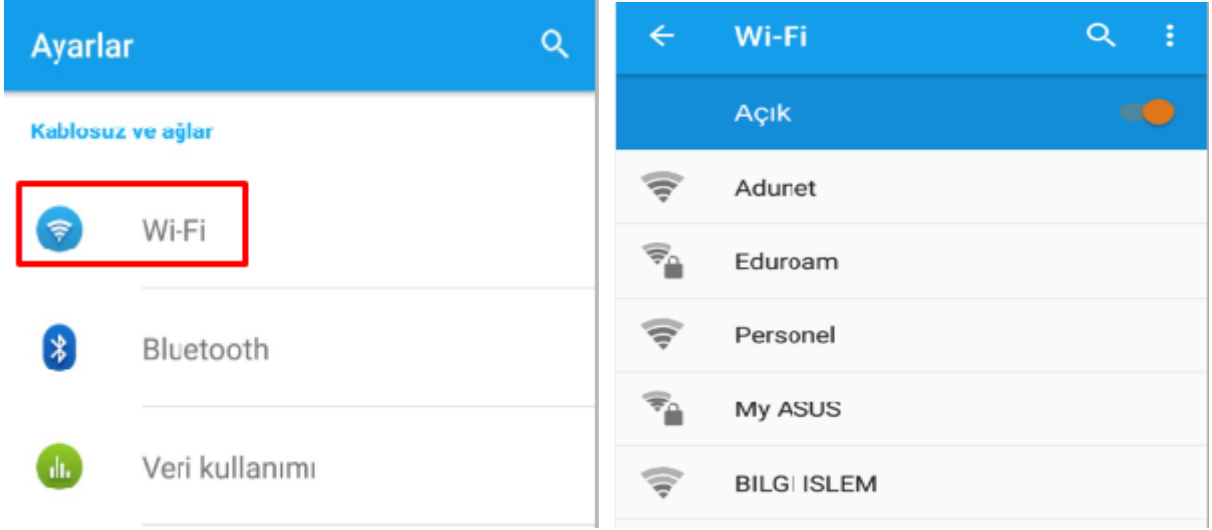 Ayarlar
Kablosuz ve ağlar
Wi-Fi
Bluetooth
Veri kullanımı
Wi-Fi
Açık
Adunet
Eduroam
Personel
My ASUS
BILGI ISLEM